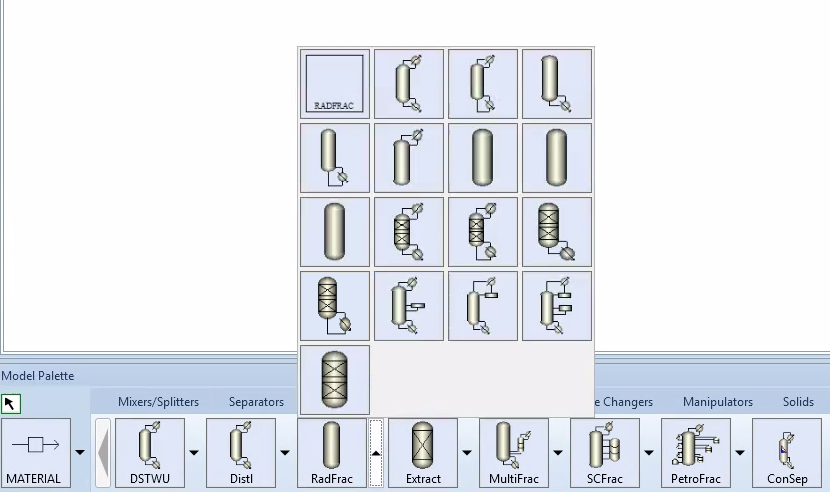 RADFRAC
Model Palette
Mixers/Splitters Separators e Changers Manipulators Solids
MATERIAL DSTWU Distl RadFrac Extract MultiFrac SCFrac PetroFrac ConSep